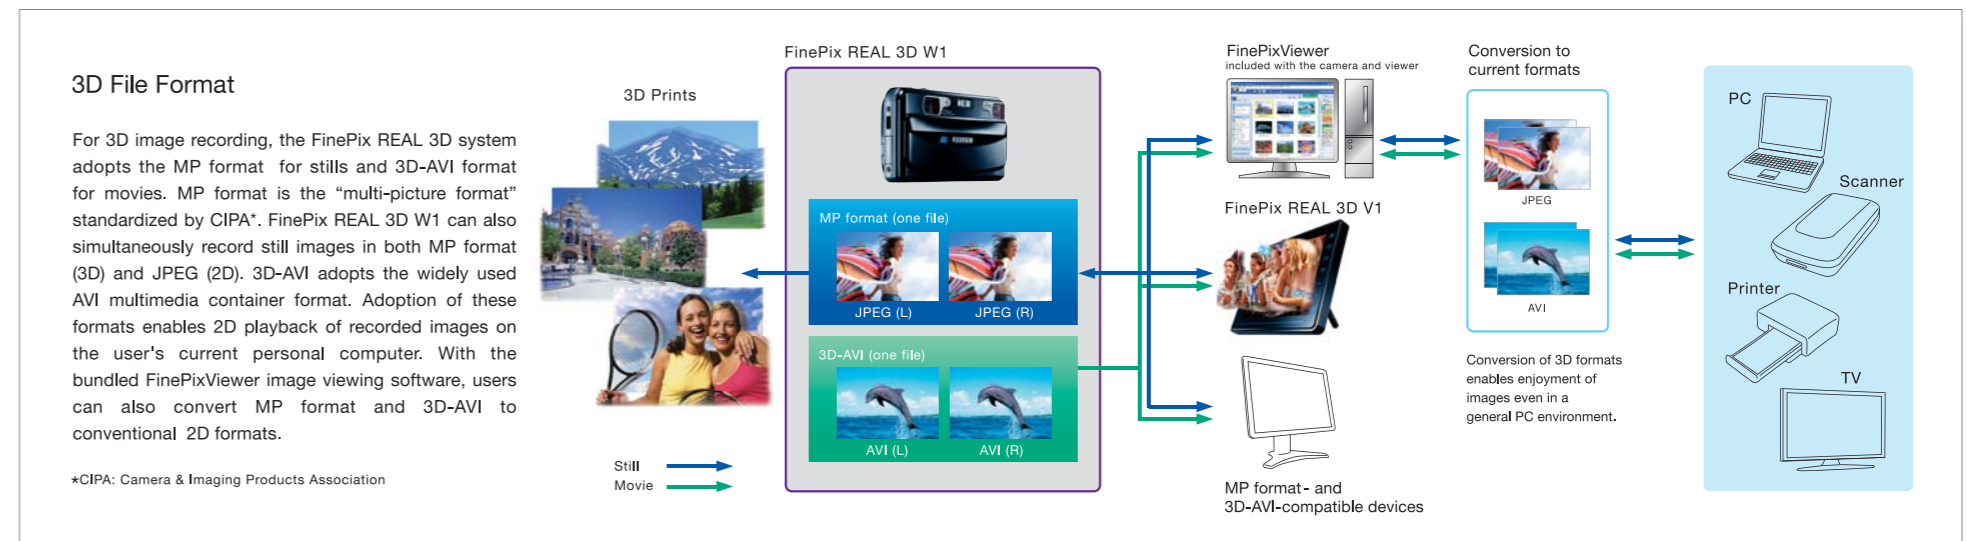 3D File Format
For 3D image recording, the FinePix REAL 3D system
adopts the MP format for stills and 3D-AVI format
for movies. MP format is the “multi-picture format”
standardized by CIPA*. FinePix REAL 3D W1 can also
simultaneously record still images in both MP format
(3D) and JPEG (2D). 3D-AVI adopts the widely used
AVI multimedia container format. Adoption of these
formats enables 2D playback of recorded images on
the user's current personal computer. With the
bundled FinePixViewer image viewing software, users
can also convert MP format and 3D-AVI to
conventional 2D formats.
*CIPA: Camera & Imaging Products Association
3D Prints
Still
Movie
FinePix REAL 3D W1
MP format (one file)
JPEG (L)
JPEG (R)
3D-AVI (one file)
AVI (L)
AVI (R)
FinePixViewer
included with the camera and viewer
FinePix REAL 3D V1
MP format- and
3D-AVI-compatible devices
Conversion to
current formats
JPEG
AVI
Conversion of 3D formats
enables enjoyment of
images even in a
general PC environment.
PC
Scanner
Printer
TV